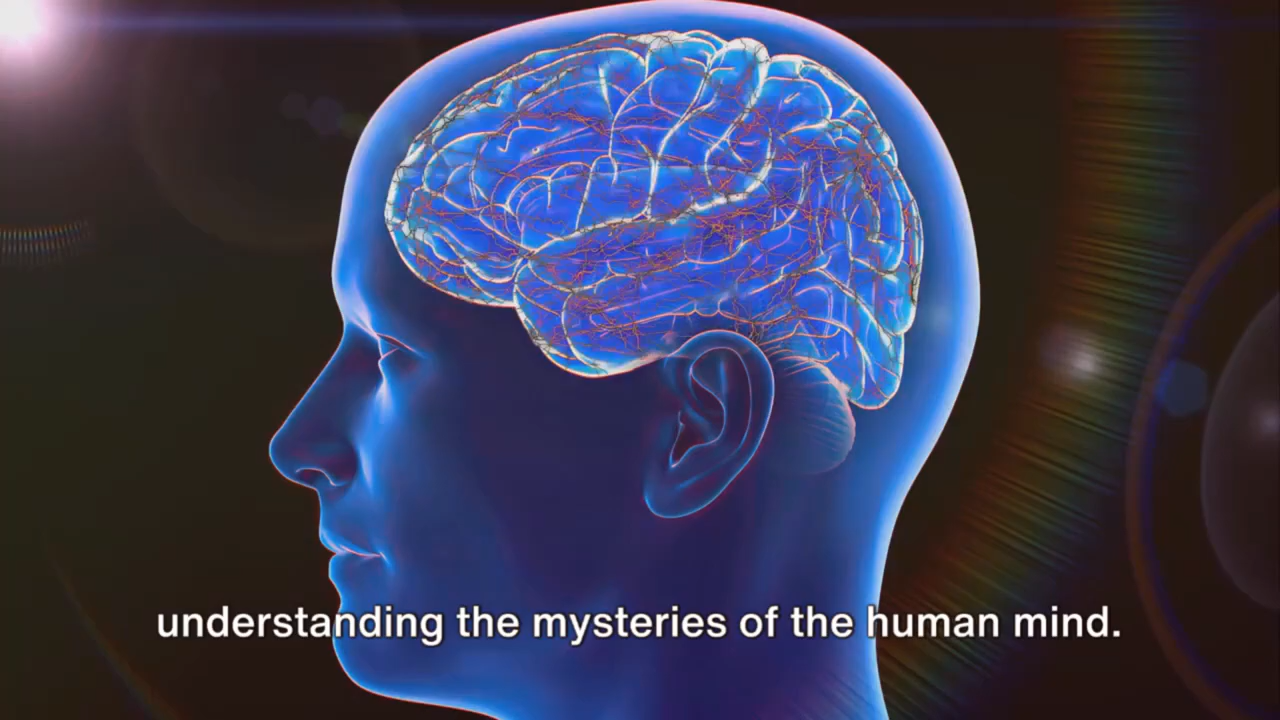 understanding the mysteries of the human mind.